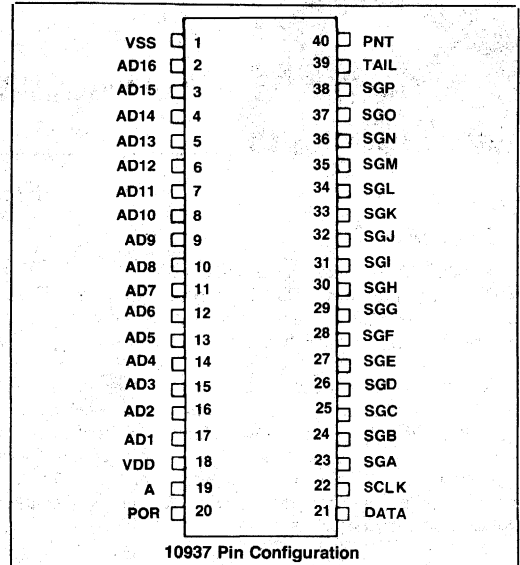 VSS 1 40 PNT
AD16 2 39 TAIL
AD15 3 38 SGP
AD14 4 37 SGO
AD13 5 36 SGN
AD12 6 35 SGM
AD11 7 34 SGL
AD10 8 33 SGK
AD9 9 32 SGJ
AD8 10 31 SGI
AD7 11 30 SGH
AD6 12 29 SGG
AD5 13 28 SGF
AD4 14 27 SGE
AD3 15 26 SGD
AD2 16 25 SGC
AD1 17 24 SGB
VDD 18 23 SGA
A 19 22 SCLK
POR 20 21 DATA
10937 Pin Configuration